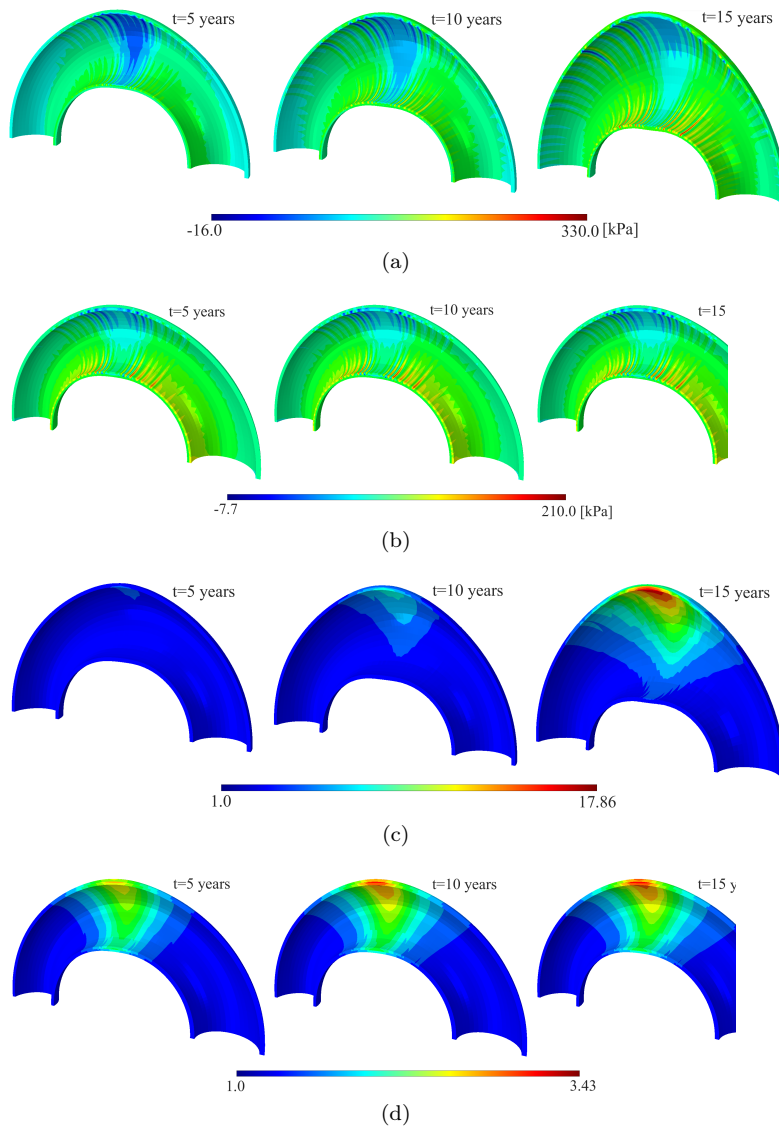 t=5 years
t=10 years
t=15 years
-16.0 330.0 [kPa]
(a)
t=5 years
t=10 years
t=15
-7.7 210.0 [kPa]
(b)
t=5 years
t=10 years
t=15 years
1.0 17.86
(c)
t=5 years
t=10 years
t=15 y
1.0 3.43
(d)